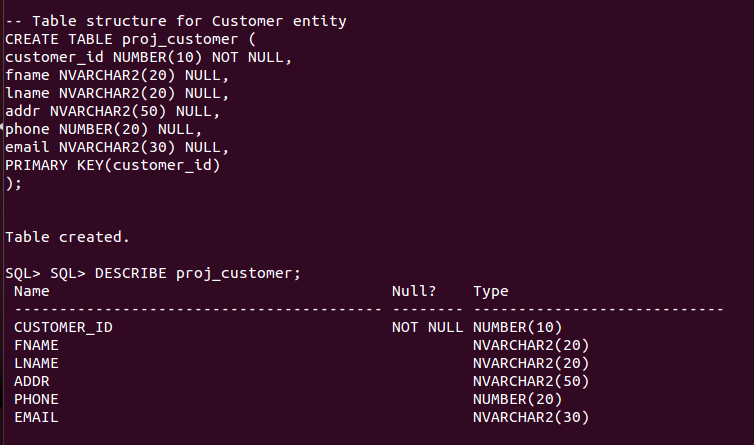 -- Table structure for Customer entity
CREATE TABLE proj_customer (
customer_id NUMBER(10) NOT NULL,
fname NVARCHAR2(20) NULL,
lname NVARCHAR2(20) NULL,
addr NVARCHAR2(50) NULL,
phone NUMBER(20) NULL,
email NVARCHAR2(30) NULL,
PRIMARY KEY(customer_id)
);
Table created.
SQL> SQL> DESCRIBE proj_customer;
Name Null? Type
----------------------------------------- -------- ----------------------------
CUSTOMER_ID NOT NULL NUMBER(10)
FNAME NVARCHAR2(20)
LNAME NVARCHAR2(20)
ADDR NVARCHAR2(50)
PHONE NUMBER(20)
EMAIL NVARCHAR2(30)